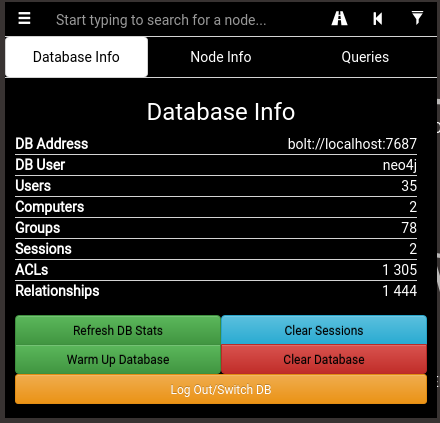 Start typing to search for a node...
Database Info Node Info Queries
Database Info
DB Address bolt://localhost:7687
DB User neo4j
Users 35
Computers 2
Groups 78
Sessions 2
ACLs 1 305
Relationships 1 444
Refresh DB Stats Clear Sessions
Warm Up Database Clear Database
Log Out/Switch DB